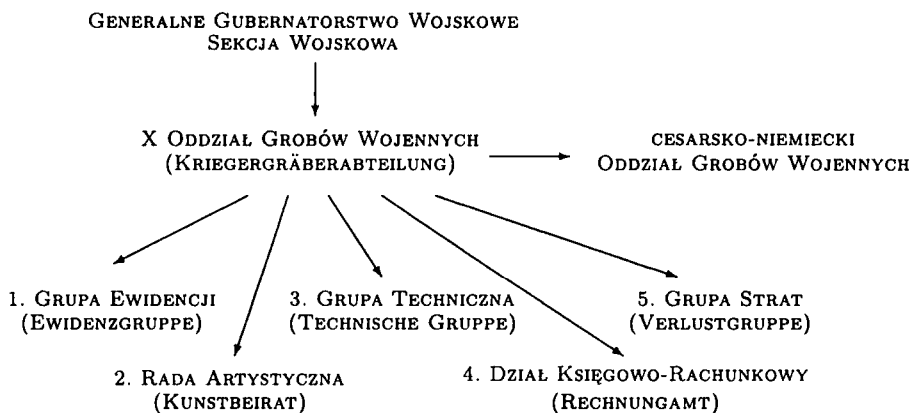 Generalne Gubernatorstwo Wojskowe
Sekcja Wojskowa
X Oddział Grobów Wojennych
(Kriegergräberabteilung)
cesarsko-niemiecki
Oddział Grobów Wojennych
1. Grupa Ewidencji
(Ewidenzgruppe)
3. Grupa Techniczna
(Technische Gruppe)
5. Grupa Strat
(Verlustgruppe)
2. Rada Artystyczna
(Kunstbeirat)
4. Dział Księgowo-Rachunkowy
(Rechnungamt)